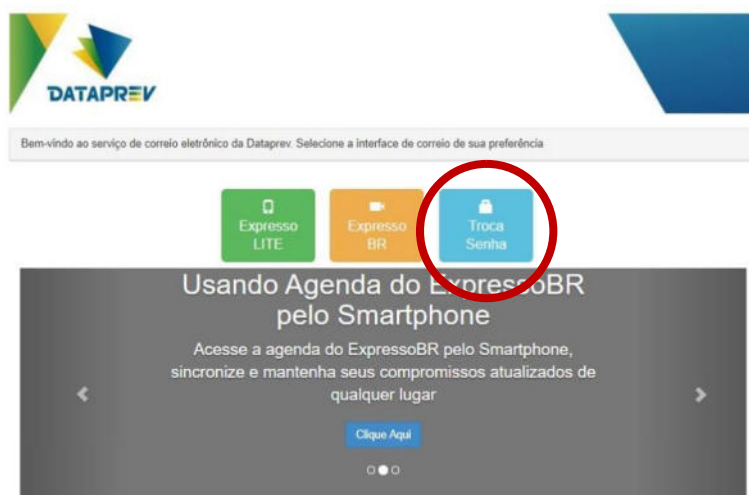 DATAPREV
Bem-vindo ao serviço de correio eletrônico da Dataprev. Selecione a interface de correio de sua preferência
Expresso
LITE
Expresso
BR
Troca
Senha
Usando Agenda do ExpressoBR
pelo Smartphone
Acesse a agenda do ExpressoBR pelo Smartphone,
sincronize e mantenha seus compromissos atualizados de
qualquer lugar
Clique Aqui